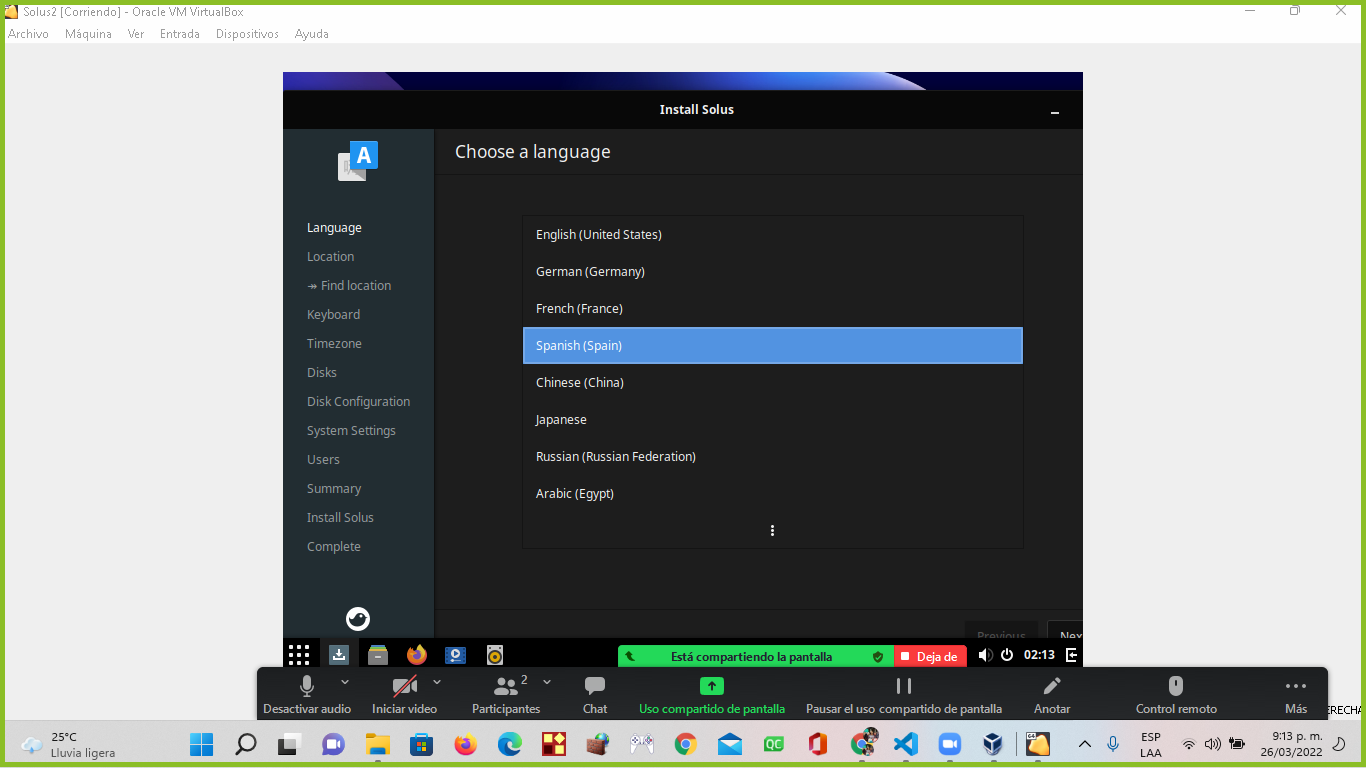 Solus2 [Corriendo] - Oracle VM VirtualBox
Archivo Máquina Ver Entrada Dispositivos Ayuda
Install Solus
A
Choose a language
Language
Location
↠ Find location
Keyboard
Timezone
Disks
Disk Configuration
System Settings
Users
Summary
Install Solus
Complete
English (United States)
German (Germany)
French (France)
Spanish (Spain)
Chinese (China)
Japanese
Russian (Russian Federation)
Arabic (Egypt)
Previous Nex
Está compartiendo la pantalla Deja de
02:13
2
Desactivar audio Iniciar video Participantes Chat Uso compartido de pantalla Pausar el uso compartido de pantalla Anotar Control remoto Más
ERECHA
25°C
Lluvia ligera
QC
64
ESP
LAA
9:13 p. m.
26/03/2022